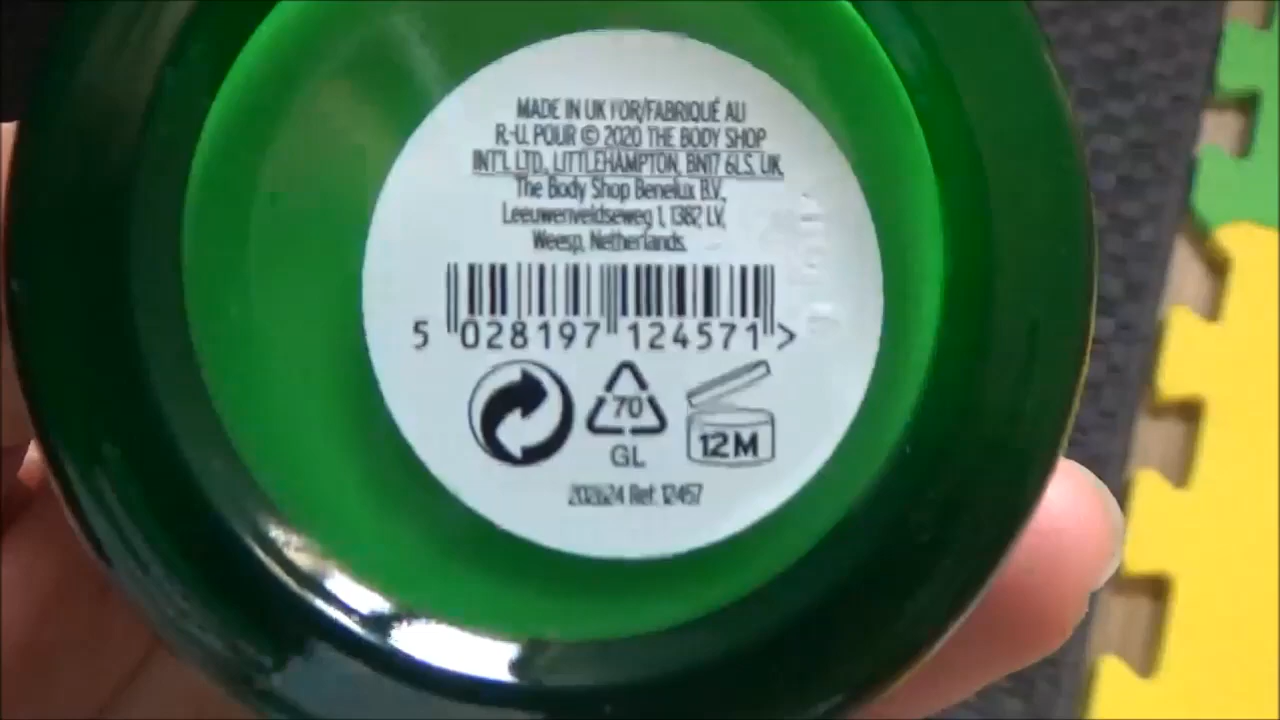 MADE IN UK FOR/FABRIQUÉ AU
R.-U. POUR © 2020 THE BODY SHOP
INT'L LTD., LITTLEHAMPTON, BN17 6LS, UK.
The Body Shop Benelux B.V.,
Leeuwenveldseweg 1, 1382 LV,
Weesp, Netherlands.
5 028197 124571 >
70
GL
12M
Ref: 12457